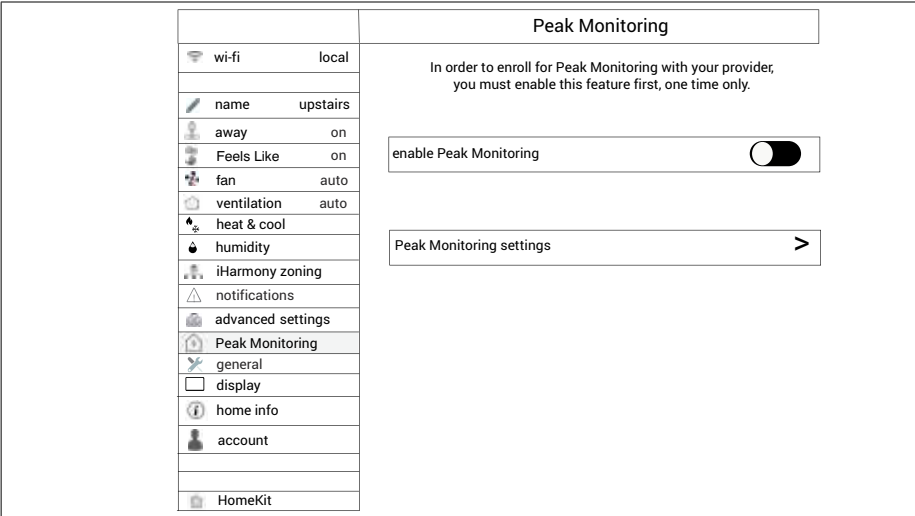 Peak Monitoring
wi-fi local
name upstairs
away on
Feels Like on
fan auto
ventilation auto
heat & cool
humidity
iHarmony zoning
notifications
advanced settings
Peak Monitoring
general
display
home info
account
HomeKit
In order to enroll for Peak Monitoring with your provider,
you must enable this feature first, one time only.
enable Peak Monitoring
Peak Monitoring settings >